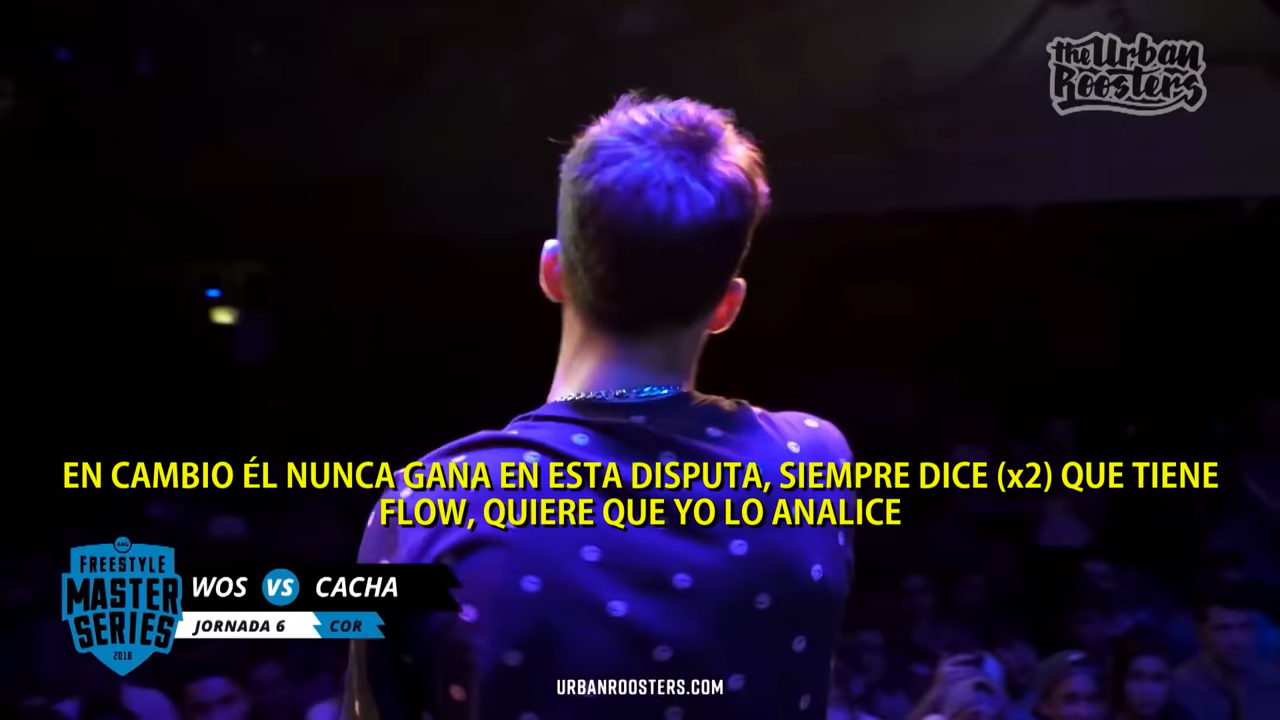 the Urban
Roosters
EN CAMBIO ÉL NUNCA GANA EN ESTA DISPUTA, SIEMPRE DICE (x2) QUE TIENE
FLOW, QUIERE QUE YO LO ANALICE
FREESTYLE
MASTER
SERIES
2018
WOS VS CACHA
JORNADA 6 COR
URBANROOSTERS.COM